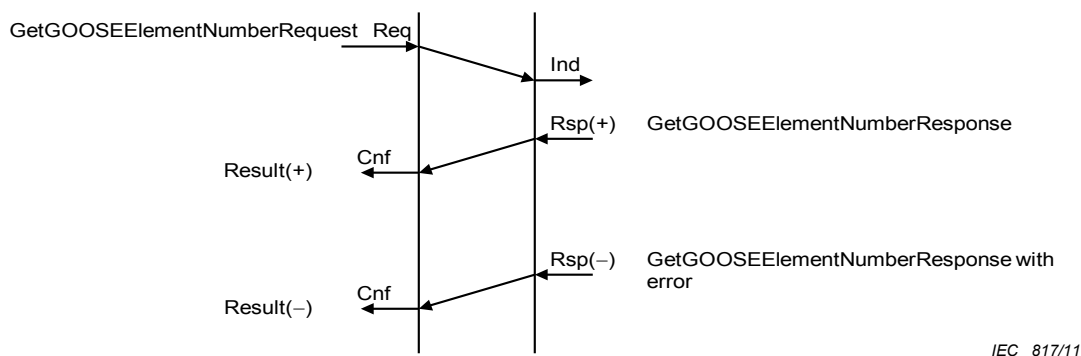 GetGOOSEElementNumberRequest Req
Ind
Rsp(+) GetGOOSEElementNumberResponse
Cnf
Result(+)
Rsp(−) GetGOOSEElementNumberResponse with
error
Cnf
Result(−)
IEC 817/11